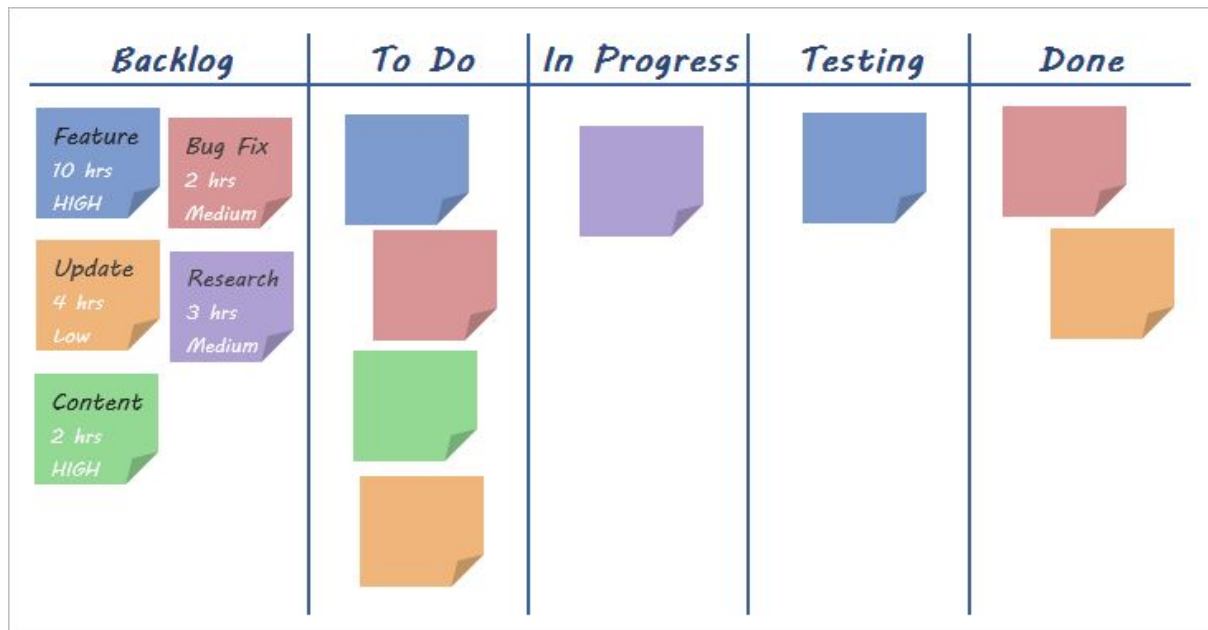 Backlog
To Do
In Progress
Testing
Done
Feature
10 hrs
HIGH
Bug Fix
2 hrs
Medium
Update
4 hrs
Low
Research
3 hrs
Medium
Content
2 hrs
HIGH